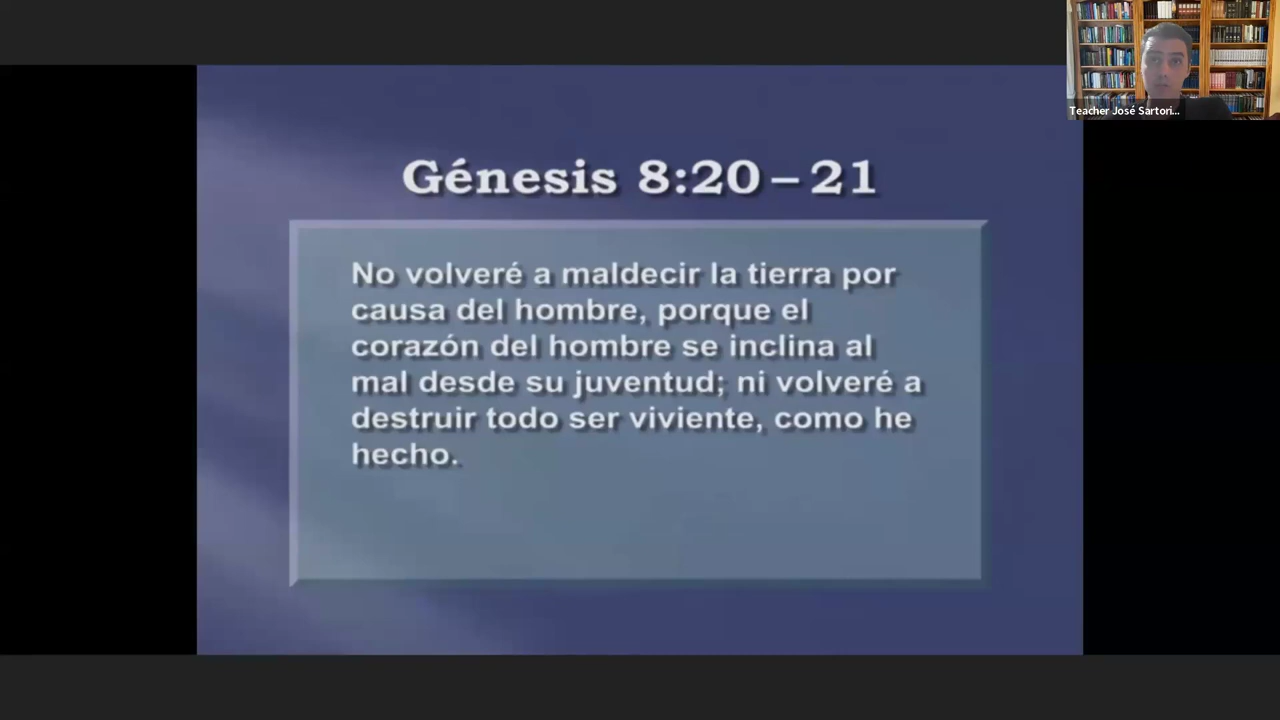 Teacher José Sartori...
Génesis 8:20 – 21
No volveré a maldecir la tierra por
causa del hombre, porque el
corazón del hombre se inclina al
mal desde su juventud; ni volveré a
destruir todo ser viviente, como he
hecho.